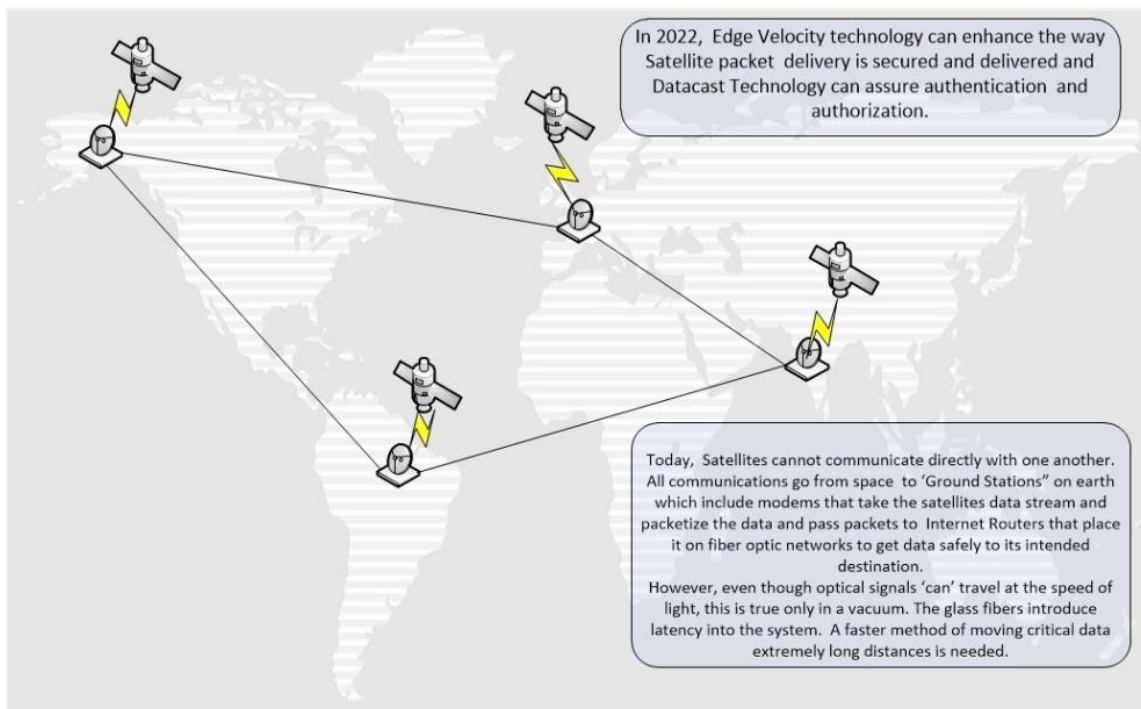 In 2022, Edge Velocity technology can enhance the way
Satellite packet delivery is secured and delivered and
Datacast Technology can assure authentication and
authorization.
Today, Satellites cannot communicate directly with one another.
All communications go from space to ‘Ground Stations” on earth
which include modems that take the satellites data stream and
packetize the data and pass packets to Internet Routers that place
it on fiber optic networks to get data safely to its intended
destination.
However, even though optical signals ‘can’ travel at the speed of
light, this is true only in a vacuum. The glass fibers introduce
latency into the system. A faster method of moving critical data
extremely long distances is needed.